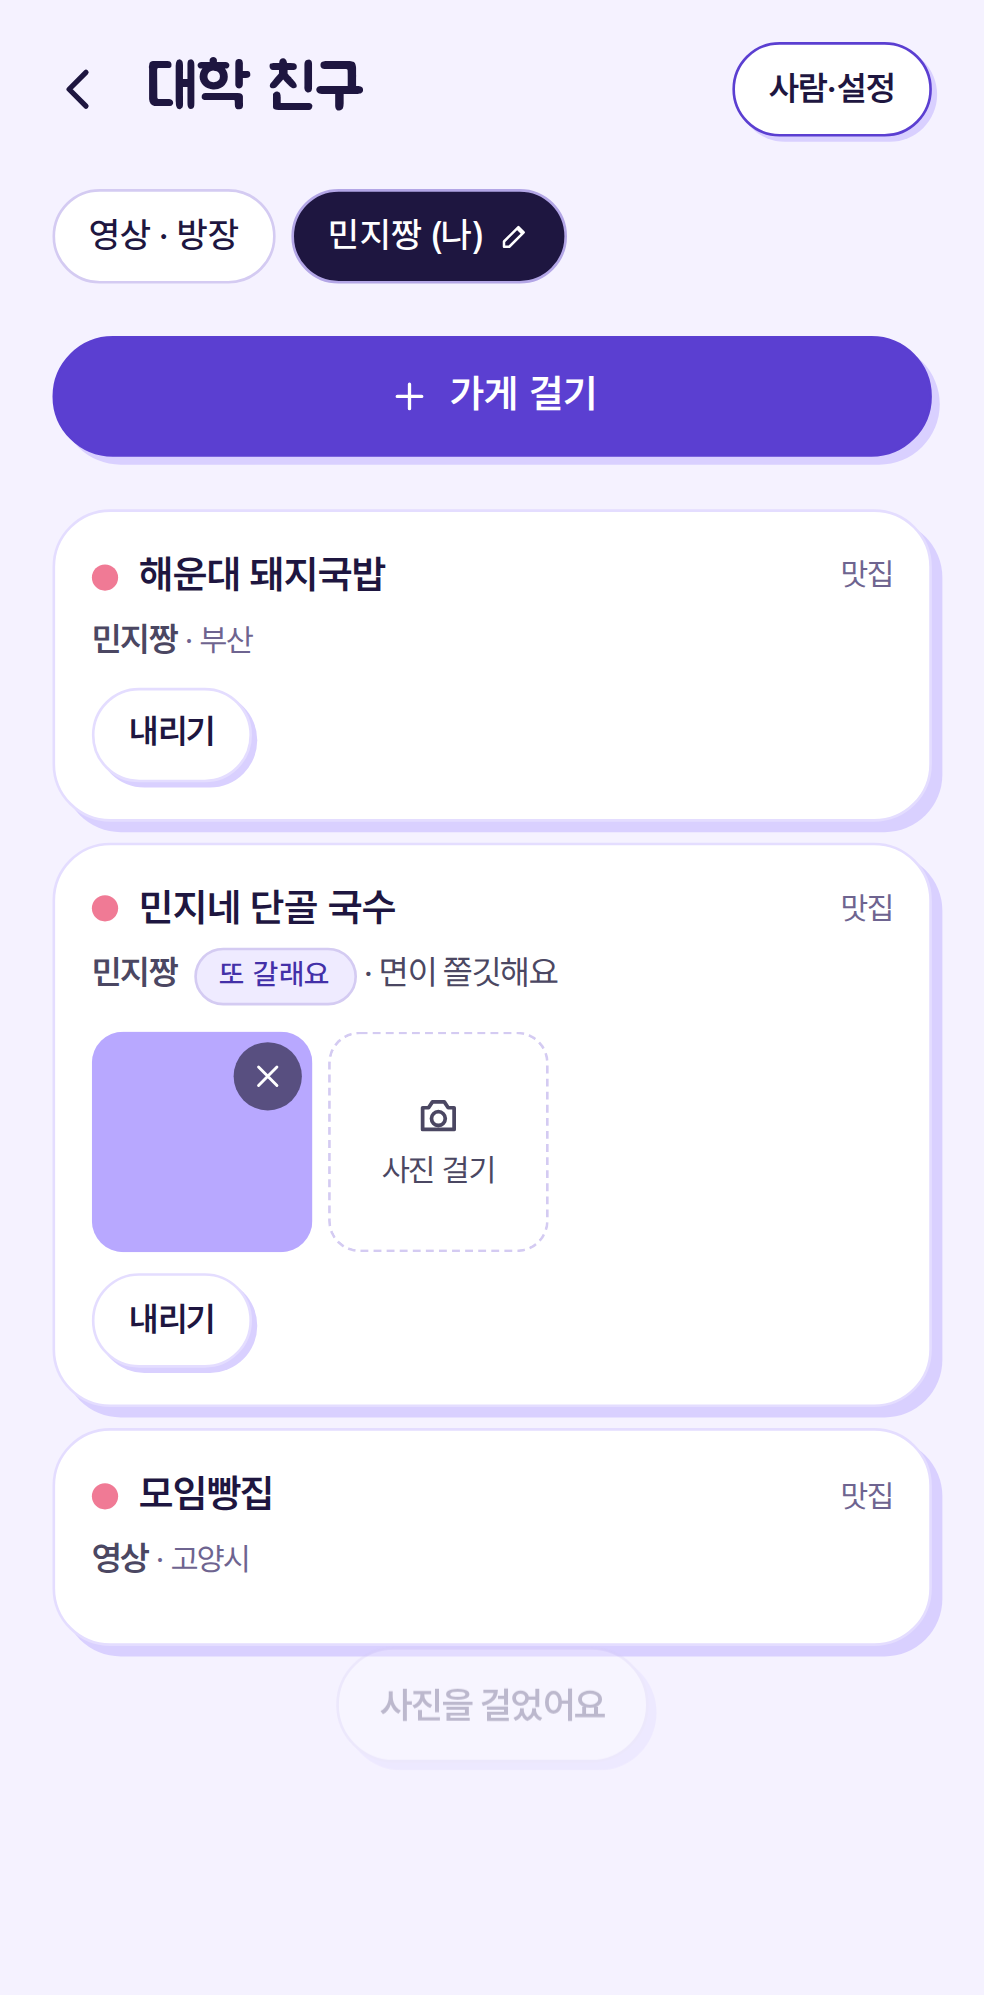 대학 친구
사람·설정
영상 · 방장
민지짱 (나)
가게 걸기
해운대 돼지국밥
맛집
민지짱 · 부산
내리기
민지네 단골 국수
맛집
민지짱 또 갈래요 · 면이 쫄깃해요
사진 걸기
내리기
모임빵집
맛집
영상 · 고양시
사진을 걸었어요